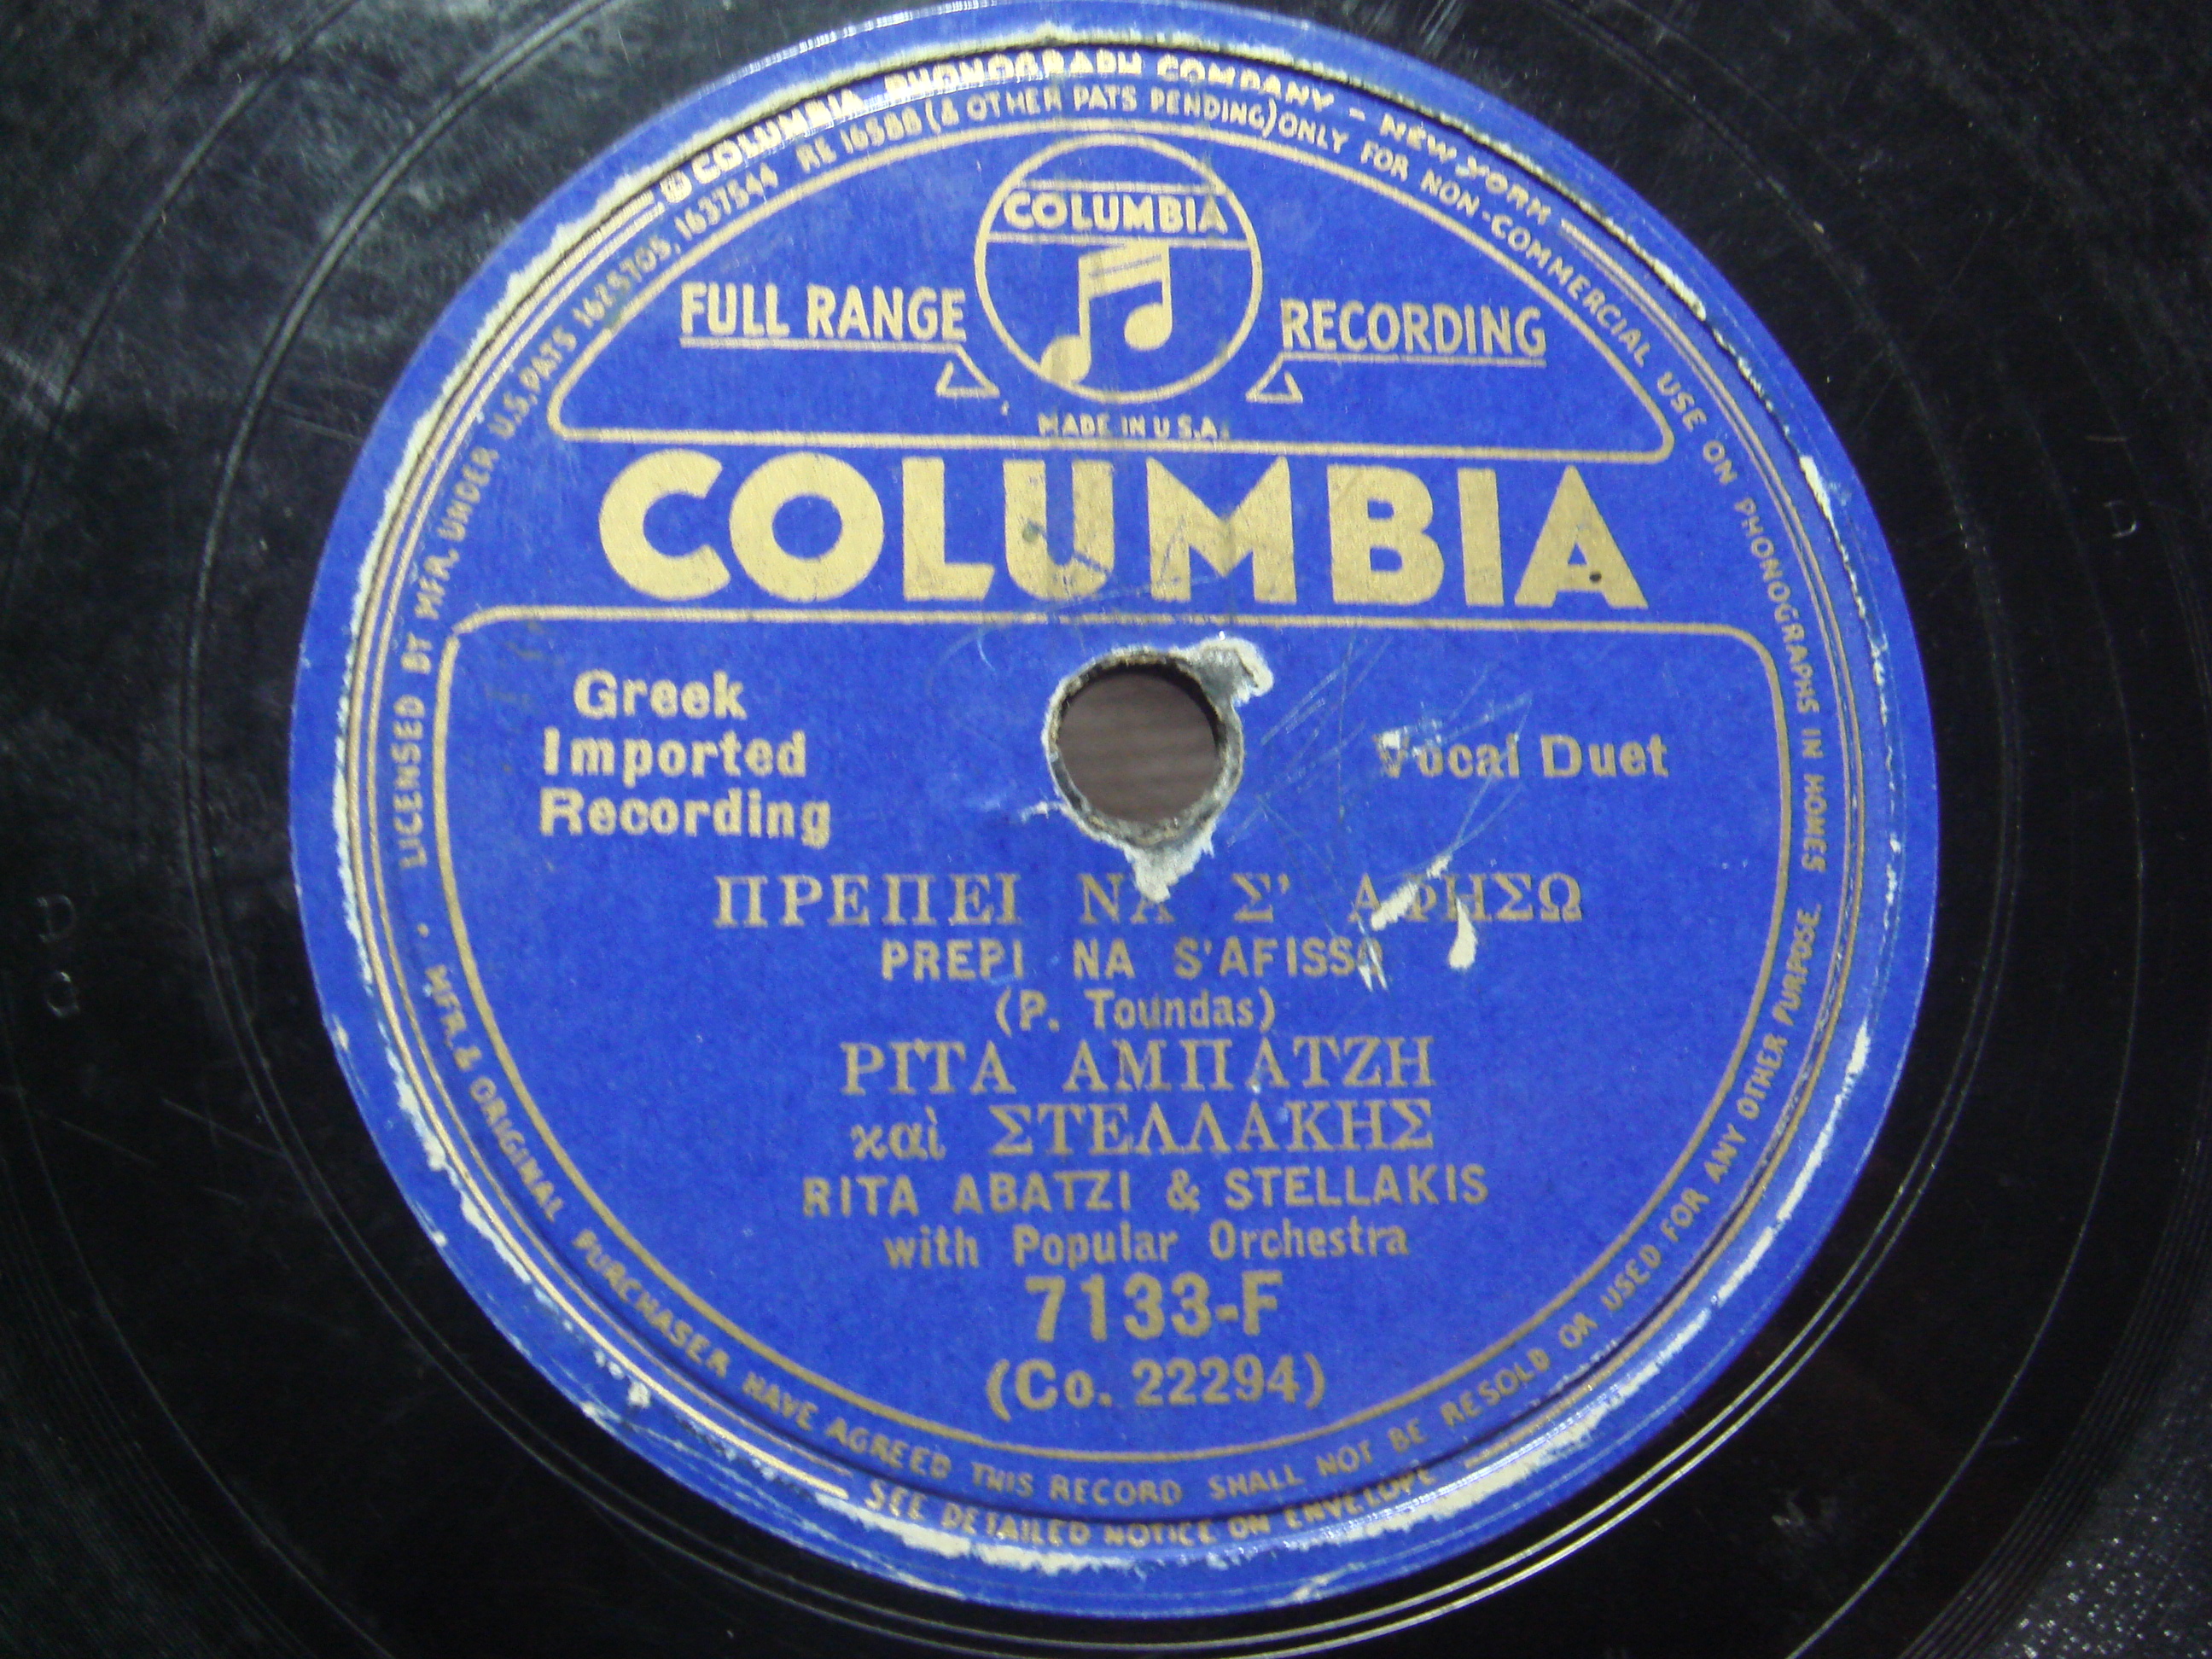 © COLUMBIA PHONOGRAPH COMPANY – NEW YORK
LICENSED BY MFR. UNDER U.S. PATS 1625705, 1637544 RE 16588 (& OTHER PATS PENDING) ONLY FOR NON-COMMERCIAL USE ON PHONOGRAPHS IN HOMES
COLUMBIA
FULL RANGE RECORDING
MADE IN U.S.A.
COLUMBIA
Greek
Imported
Recording
Vocal Duet
ΠΡΕΠΕΙ ΝΑ Σ' ΑΦΗΣΩ
PREPI NA S'AFISSO
(P. Toundas)
ΡΙΤΑ ΑΜΠΑΤΖΗ
καὶ ΣΤΕΛΛΑΚΗΣ
RITA ABATZI & STELLAKIS
with Popular Orchestra
7133-F
(Co. 22294)
MFR. & ORIGINAL PURCHASER HAVE AGREED THIS RECORD SHALL NOT BE RESOLD OR USED FOR ANY OTHER PURPOSE.
SEE DETAILED NOTICE ON ENVELOPE